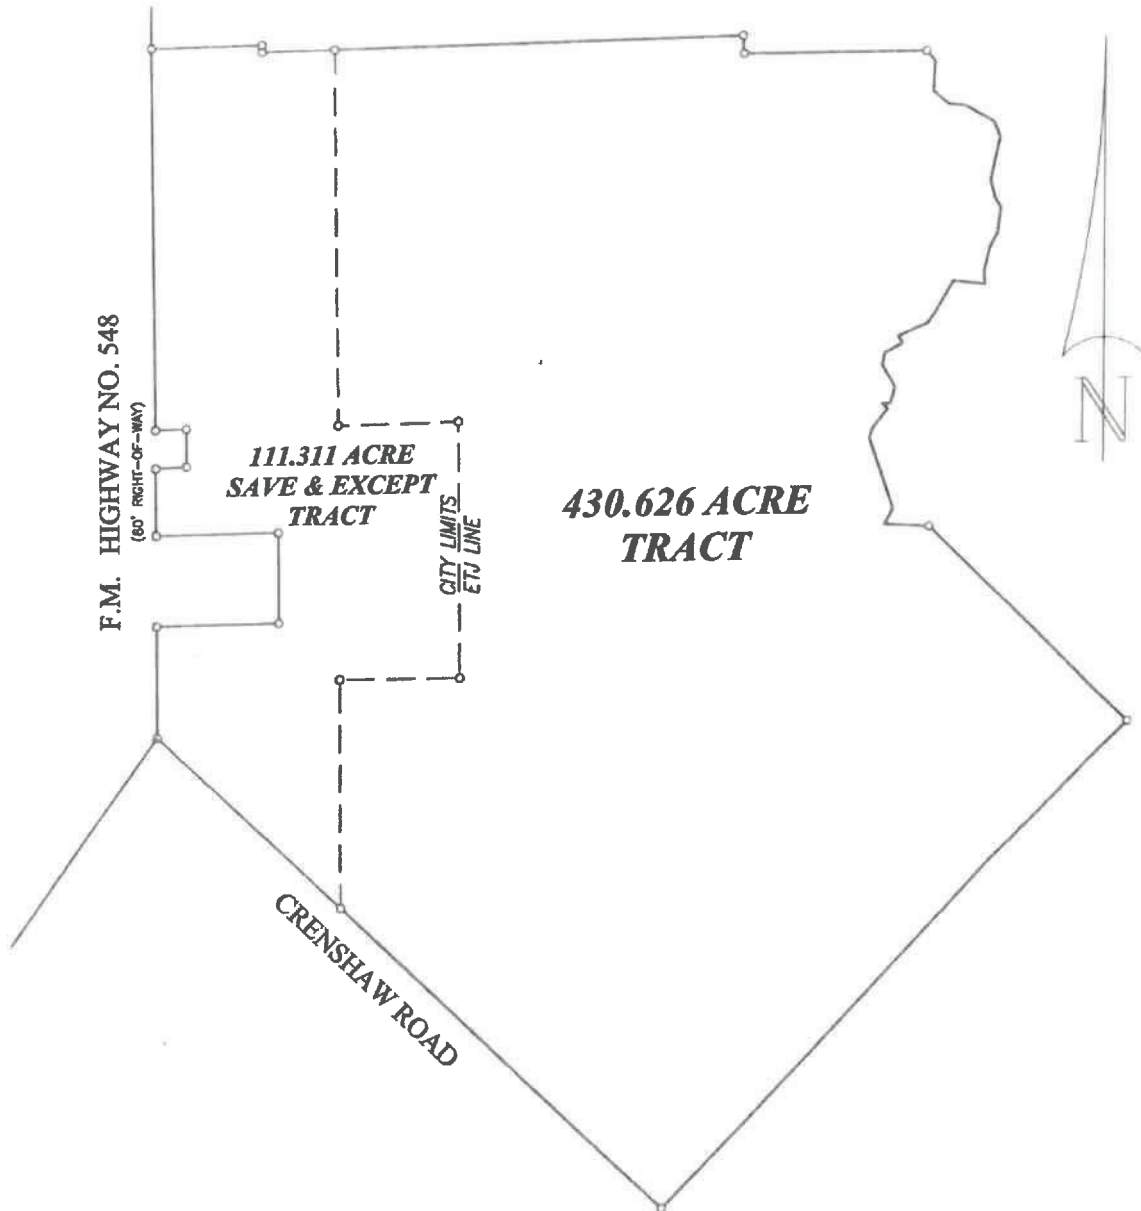 F.M. HIGHWAY NO. 548
(60' RIGHT-OF-WAY)
111.311 ACRE
SAVE & EXCEPT
TRACT
CITY LIMITS
ETJ LINE
430.626 ACRE
TRACT
N
CRENSHAW ROAD